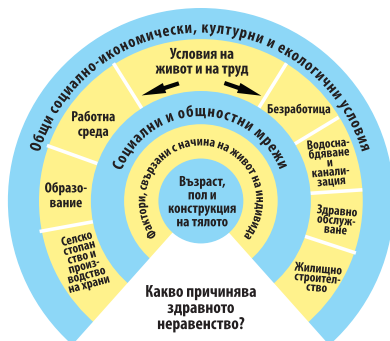 Общи социално-икономически, културни и екологични условия
Условия на
живот и на труд
Работна
среда
Безработица
Образо-
вание
Водосна-
бдяване и
канали-
зация
Селско
стопан
ство и
произ-
водство
на храни
Здравно
обслуж-
ване
Жилищно
строител-
ство
Социални и общностни мрежи
Фактори, свързани с начина на живот на индивида
Възраст,
пол и
конструкция
на тялото
Какво причинява
здравното
неравенство?